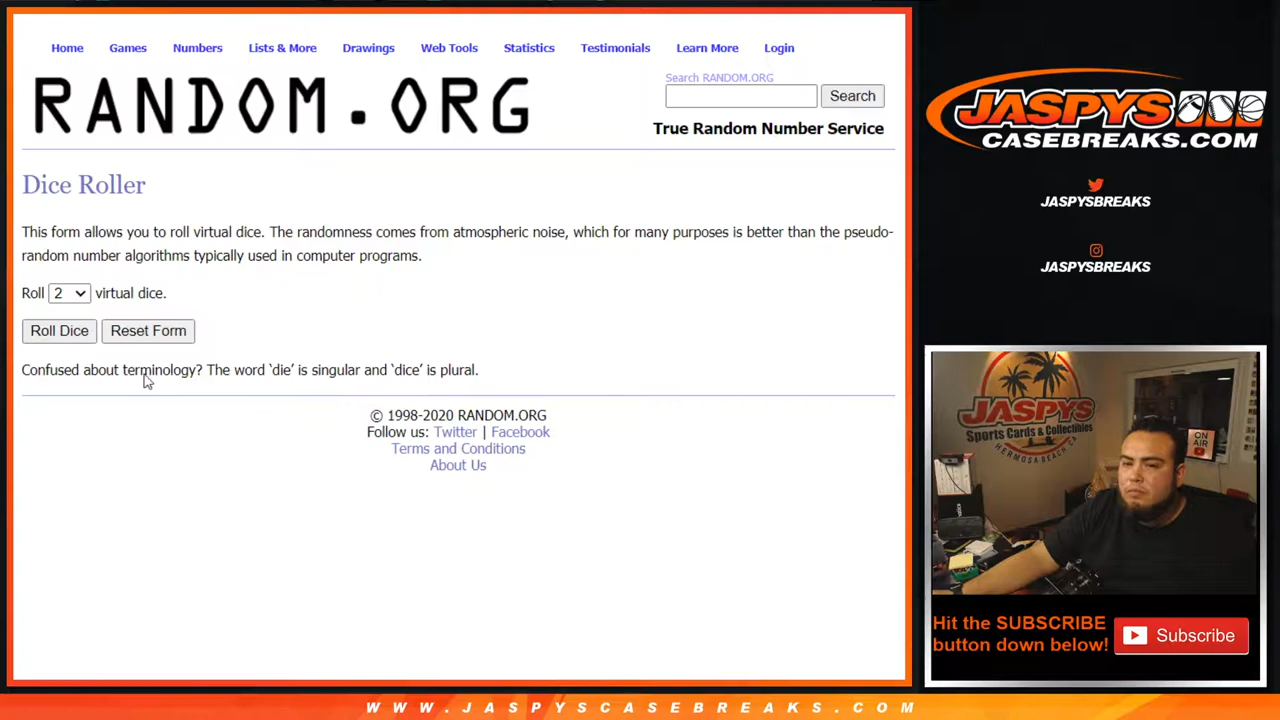 Home Games Numbers Lists & More Drawings Web Tools Statistics Testimonials Learn More Login
RANDOM.ORG
Search RANDOM.ORG
Search
True Random Number Service
Dice Roller
This form allows you to roll virtual dice. The randomness comes from atmospheric noise, which for many purposes is better than the pseudo-
random number algorithms typically used in computer programs.
Roll 2 virtual dice.
Roll Dice Reset Form
Confused about terminology? The word ‘die’ is singular and ‘dice’ is plural.
© 1998-2020 RANDOM.ORG
Follow us: Twitter | Facebook
Terms and Conditions
About Us
JASPYS
CASEBREAKS.COM
JASPYSBREAKS
JASPYSBREAKS
JASPYS
Sports Cards & Collectibles
HERMOSA BEACH, CA
ON
AIR
Hit the SUBSCRIBE
button down below!
Subscribe
WWW.JASPYSCASEBREAKS.COM